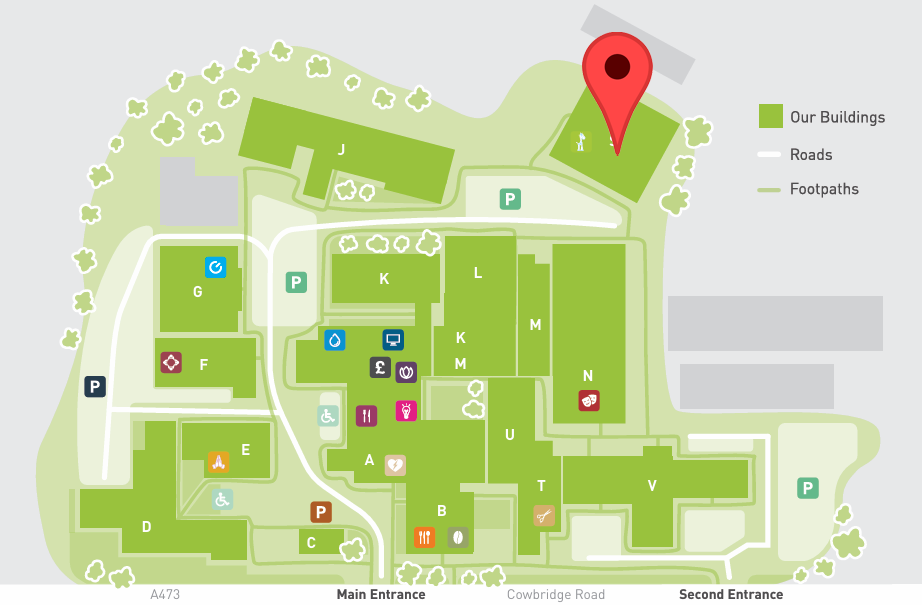 S
Our Buildings
J
Roads
Footpaths
P
K
L
G
P
M
K
F
£
M
N
P
U
E
A
T
V
P
B
P
D
C
A473
Main Entrance
Cowbridge Road
Second Entrance